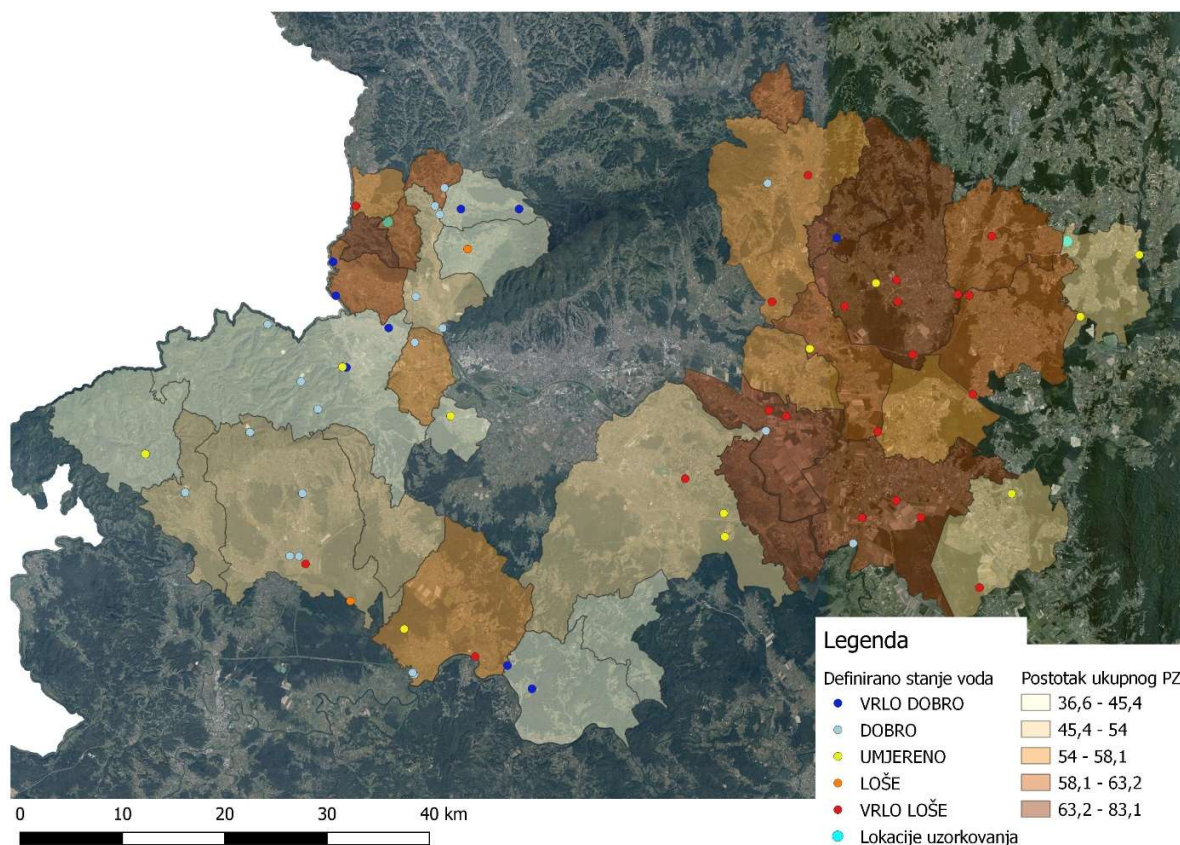 Legenda
Definirano stanje voda
VRLO DOBRO
DOBRO
UMJERENO
LOŠE
VRLO LOŠE
Lokacije uzorkovanja
Postotak ukupnog PZ
36,6 - 45,4
45,4 - 54
54 - 58,1
58,1 - 63,2
63,2 - 83,1
0 10 20 30 40 km